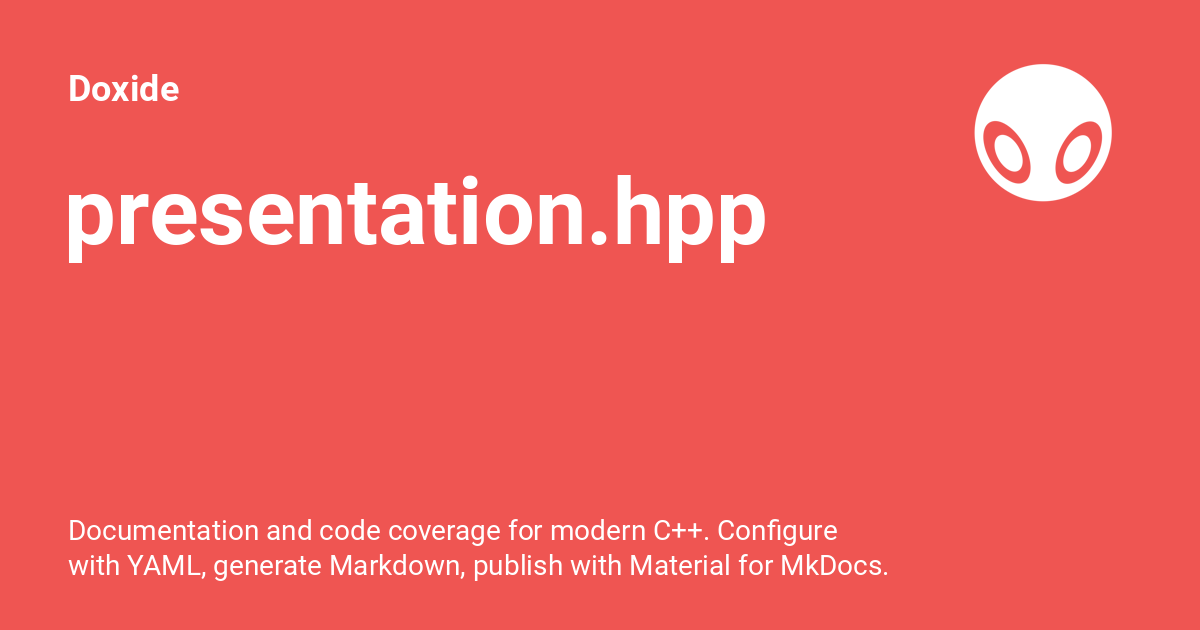 Doxide
presentation.hpp
Documentation and code coverage for modern C++. Configure
with YAML, generate Markdown, publish with Material for MkDocs.